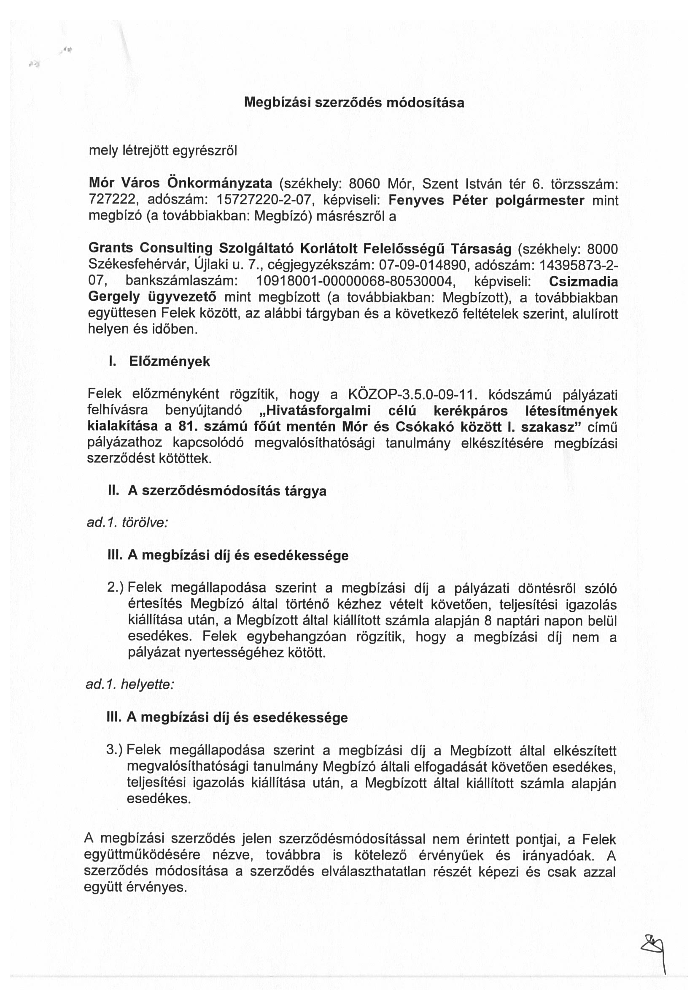 Megbízási szerződés módosítása
mely létrejött egyrészről
Mór Város Önkormányzata (székhely: 8060 Mór, Szent István tér 6. törzsszám:
727222, adószám: 15727220-2-07, képviseli: Fenyves Péter polgármester mint
megbízó (a továbbiakban: Megbízó) másrészről a
Grants Consulting Szolgáltató Korlátolt Felelősségű Társaság (székhely: 8000
Székesfehérvár, Újlaki u. 7., cégjegyzékszám: 07-09-014890, adószám: 14395873-2-
07, bankszámlaszám: 10918001-00000068-80530004, képviseli: Csizmadia
Gergely ügyvezető mint megbízott (a továbbiakban: Megbízott), a továbbiakban
együttesen Felek között, az alábbi tárgyban és a következő feltételek szerint, alulírott
helyen és időben.
I. Előzmények
Felek előzményként rögzítik, hogy a KÖZOP-3.5.0-09-11. kódszámú pályázati
felhívásra benyújtandó „Hivatásforgalmi célú kerékpáros létesítmények
kialakítása a 81. számú főút mentén Mór és Csókakó között I. szakasz” című
pályázathoz kapcsolódó megvalósíthatósági tanulmány elkészítésére megbízási
szerződést kötöttek.
II. A szerződésmódosítás tárgya
ad.1. törölve:
III. A megbízási díj és esedékessége
2.) Felek megállapodása szerint a megbízási díj a pályázati döntésről szóló
értesítés Megbízó által történő kézhez vételt követően, teljesítési igazolás
kiállítása után, a Megbízott által kiállított számla alapján 8 naptári napon belül
esedékes. Felek egybehangzóan rögzítik, hogy a megbízási díj nem a
pályázat nyertességéhez kötött.
ad.1. helyette:
III. A megbízási díj és esedékessége
3.) Felek megállapodása szerint a megbízási díj a Megbízott által elkészített
megvalósíthatósági tanulmány Megbízó általi elfogadását követően esedékes,
teljesítési igazolás kiállítása után, a Megbízott által kiállított számla alapján
esedékes.
A megbízási szerződés jelen szerződésmódosítással nem érintett pontjai, a Felek
együttműködésére nézve, továbbra is kötelező érvényűek és irányadóak. A
szerződés módosítása a szerződés elválaszthatatlan részét képezi és csak azzal
együtt érvényes.